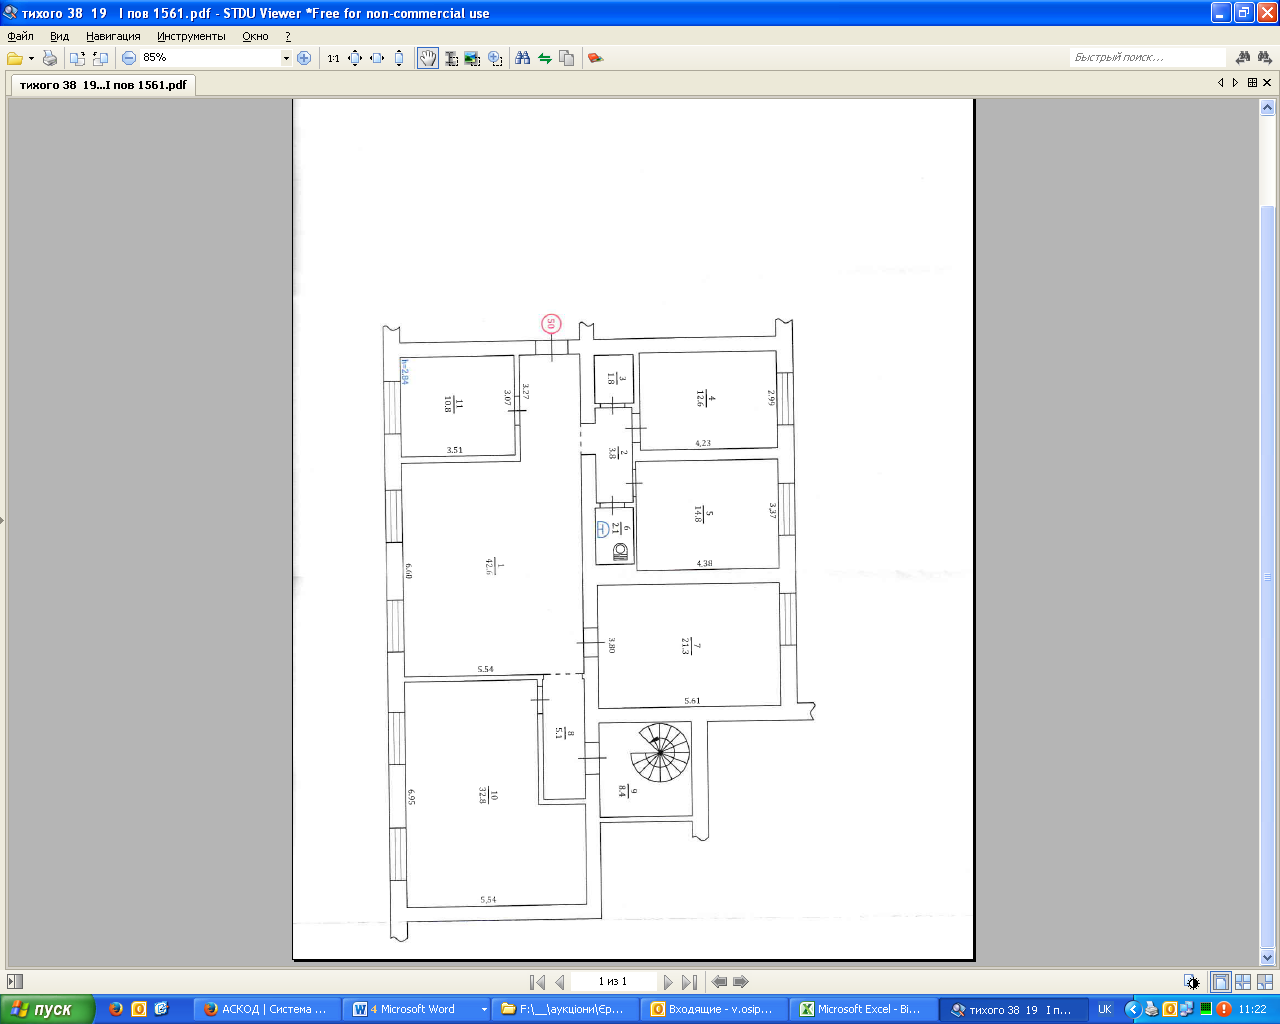 тихого 38 19 I пов 1561.pdf - STDU Viewer *Free for non-commercial use
Файл Вид Навигация Инструменты Окно ?
85% 1:1 Быстрый поиск...
тихого 38 19...I пов 1561.pdf
50
h=2.84
11
10.8
3.07
3.27
3.51
3
1.8
4
12.6
2.99
4,23
2
3.8
5
14.8
3,37
4,38
6
2.1
1
42.6
6.60
5.54
7
21.3
3.80
5.61
8
5.1
9
8.4
10
32.8
6.95
5,54
1 из 1
пуск
АСКОД | Система ...
4 Microsoft Word
F:\__\аукціони\Єр...
Входящие - v.osip...
Microsoft Excel - Bi...
тихого 38 19 I п...
UK
11:22